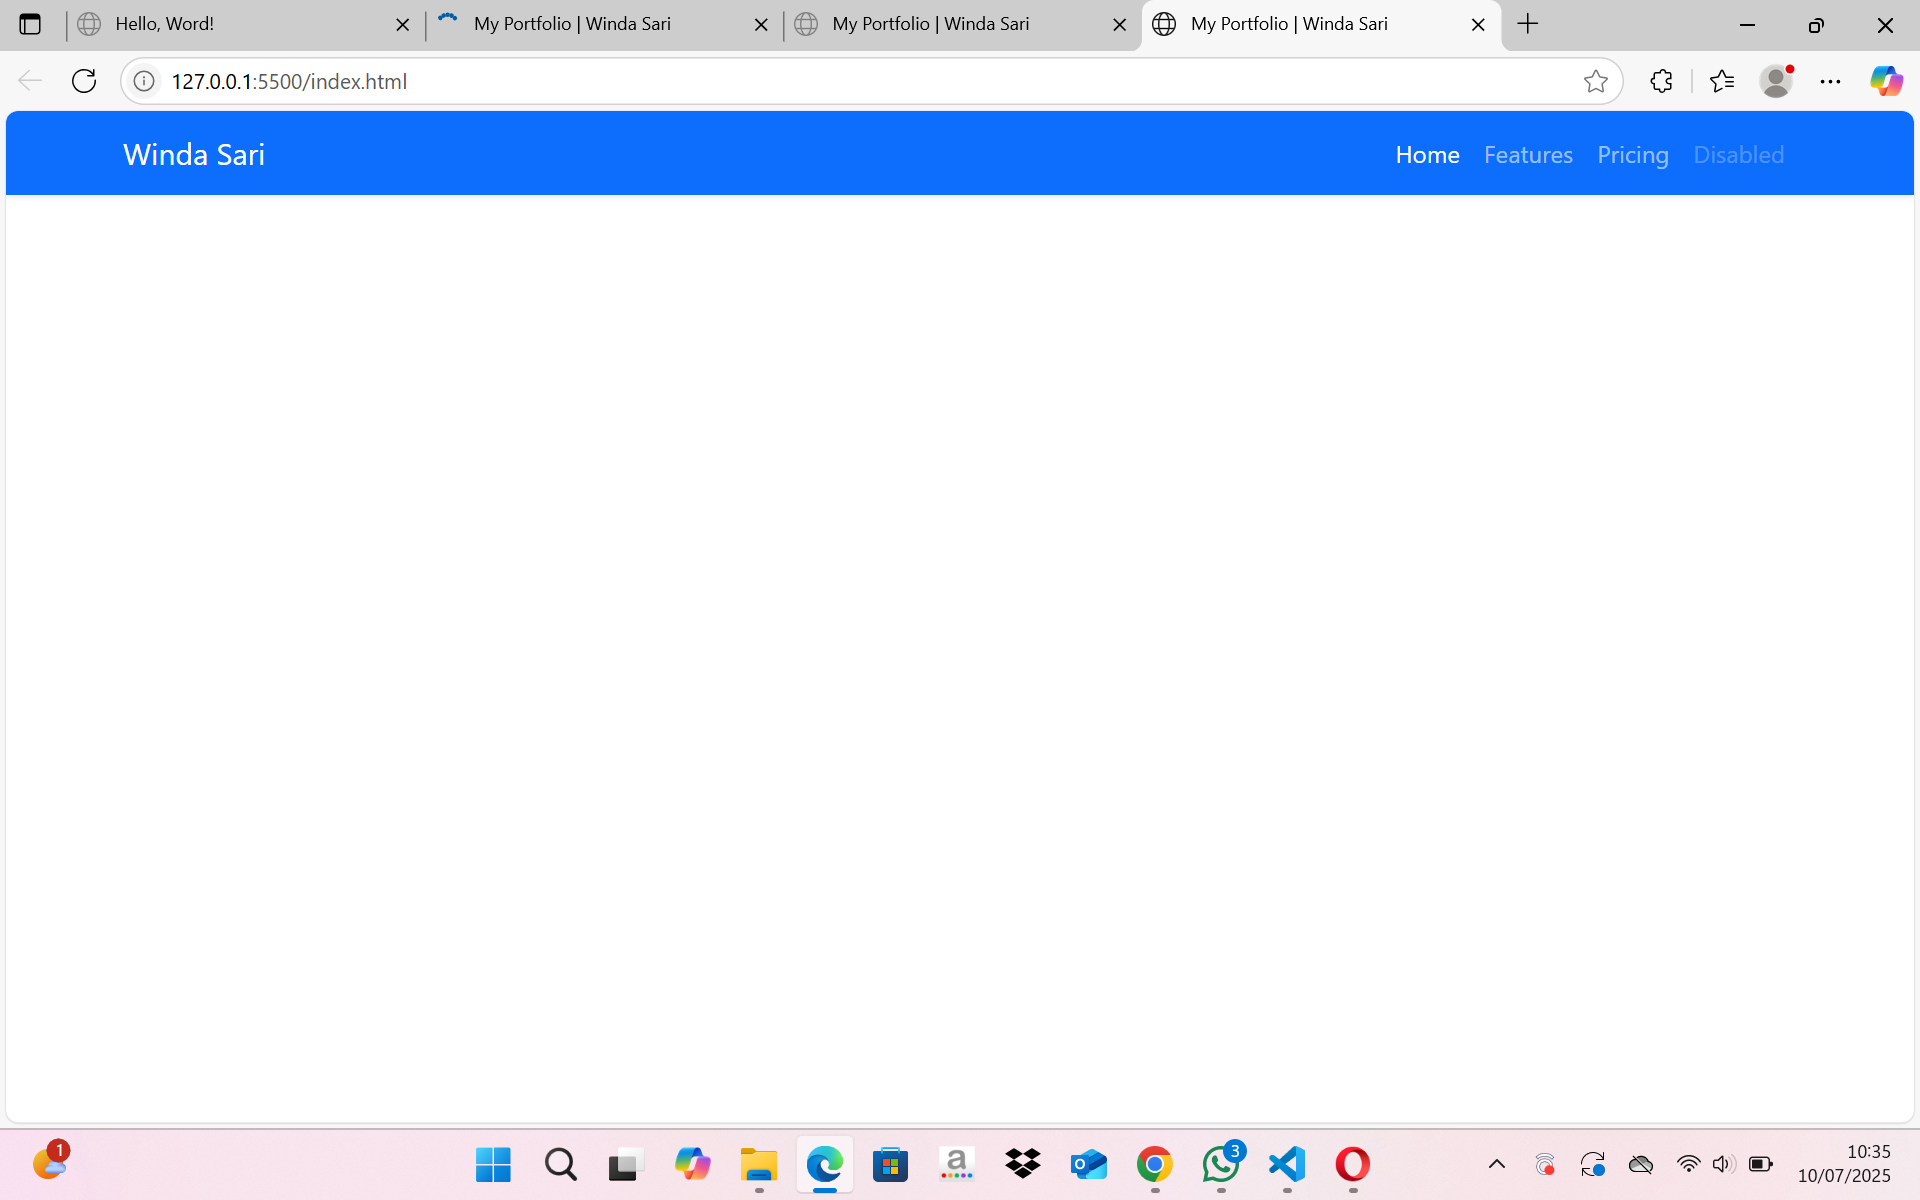 Hello, Word!
My Portfolio | Winda Sari
My Portfolio | Winda Sari
My Portfolio | Winda Sari
127.0.0.1:5500/index.html
Winda Sari
Home
Features
Pricing
Disabled
1
a
3
10:35
10/07/2025